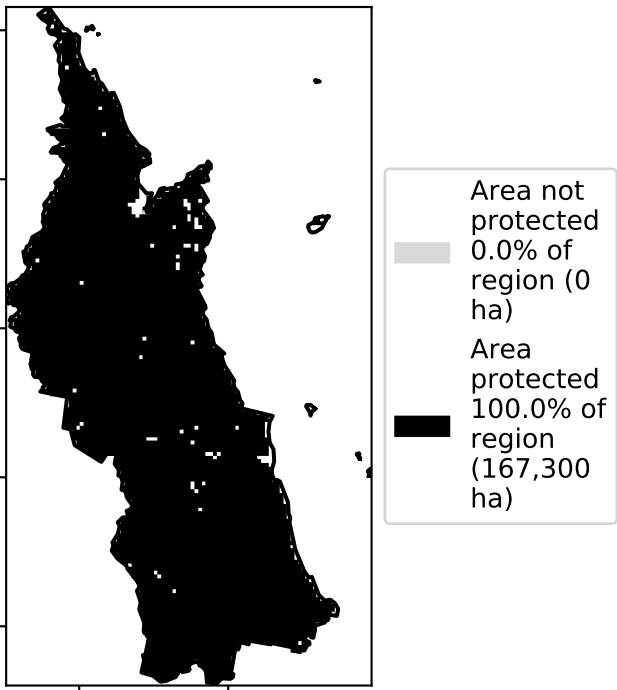 Area not
protected
0.0% of
region (0
ha)
Area
protected
100.0% of
region
(167,300
ha)